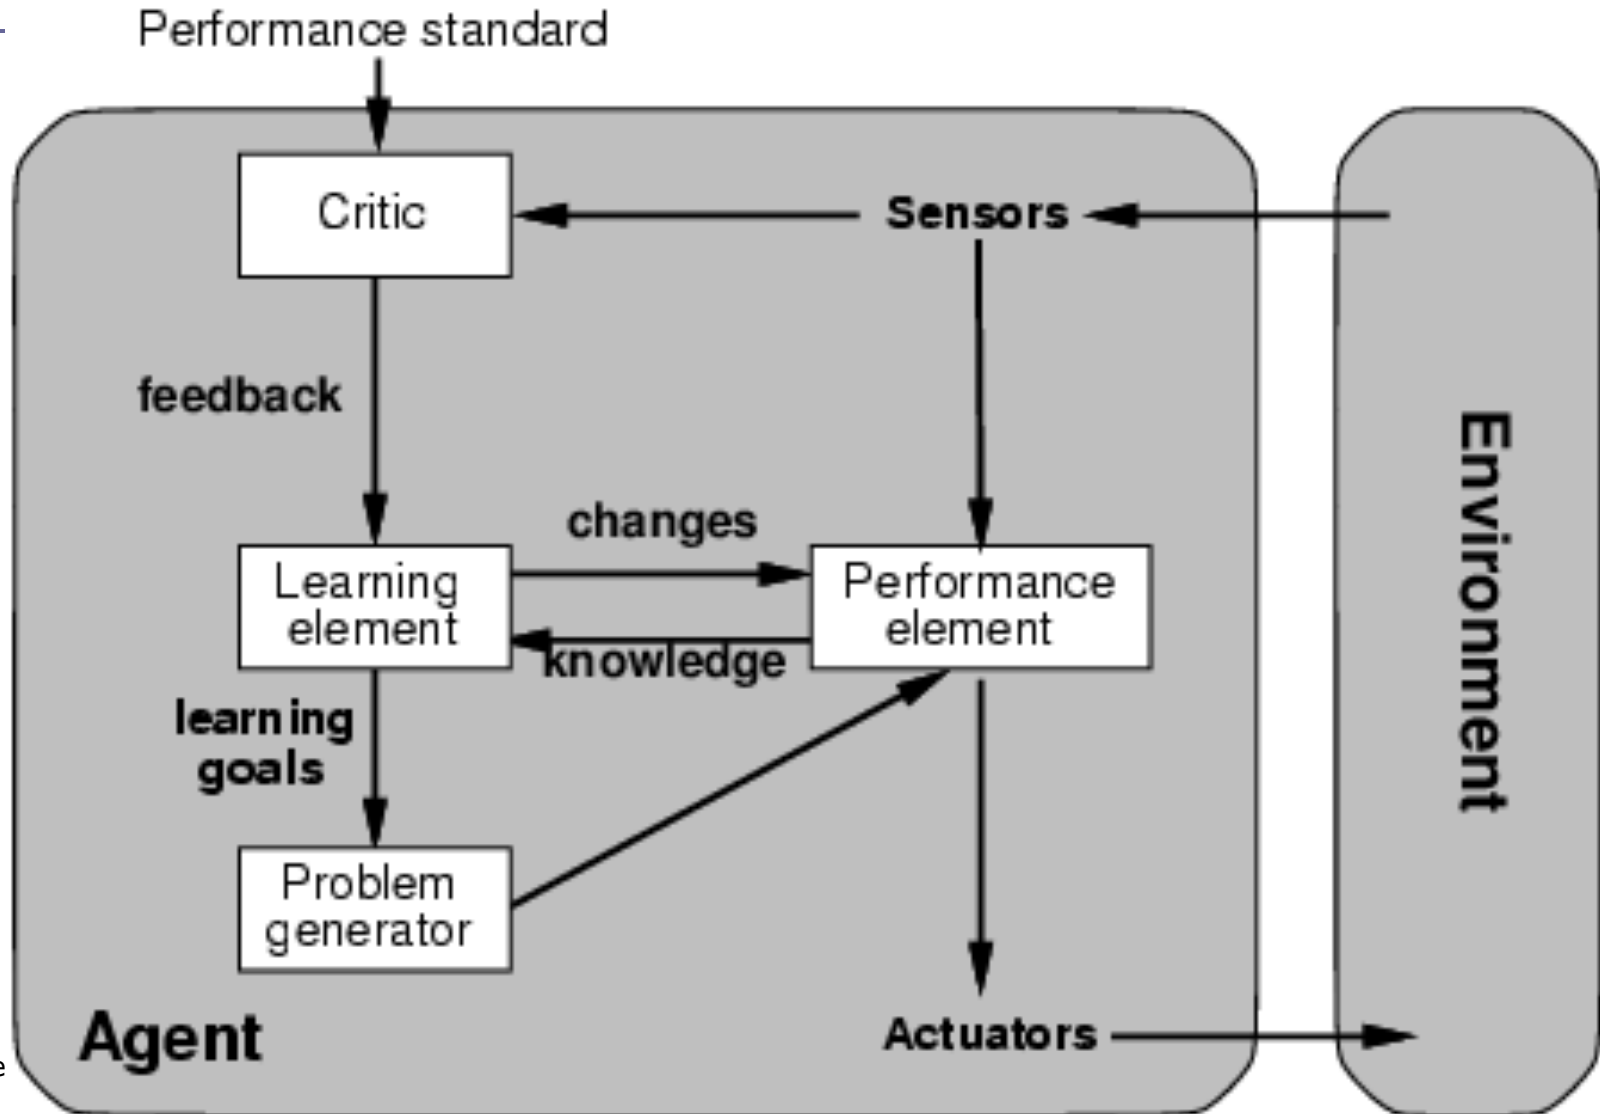 Performance standard
Critic
Sensors
feedback
changes
Learning
element
Performance
element
knowledge
learning
goals
Problem
generator
Agent
Actuators
Environment
e